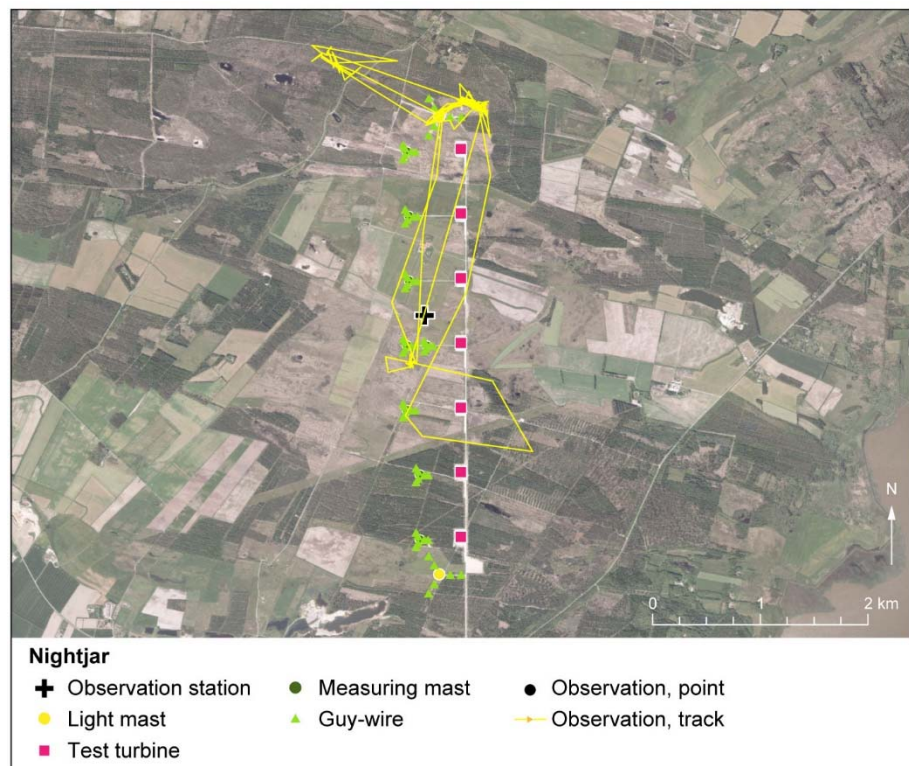 N
0 1 2 km
Nightjar
Observation station
Measuring mast
Observation, point
Light mast
Guy-wire
Observation, track
Test turbine